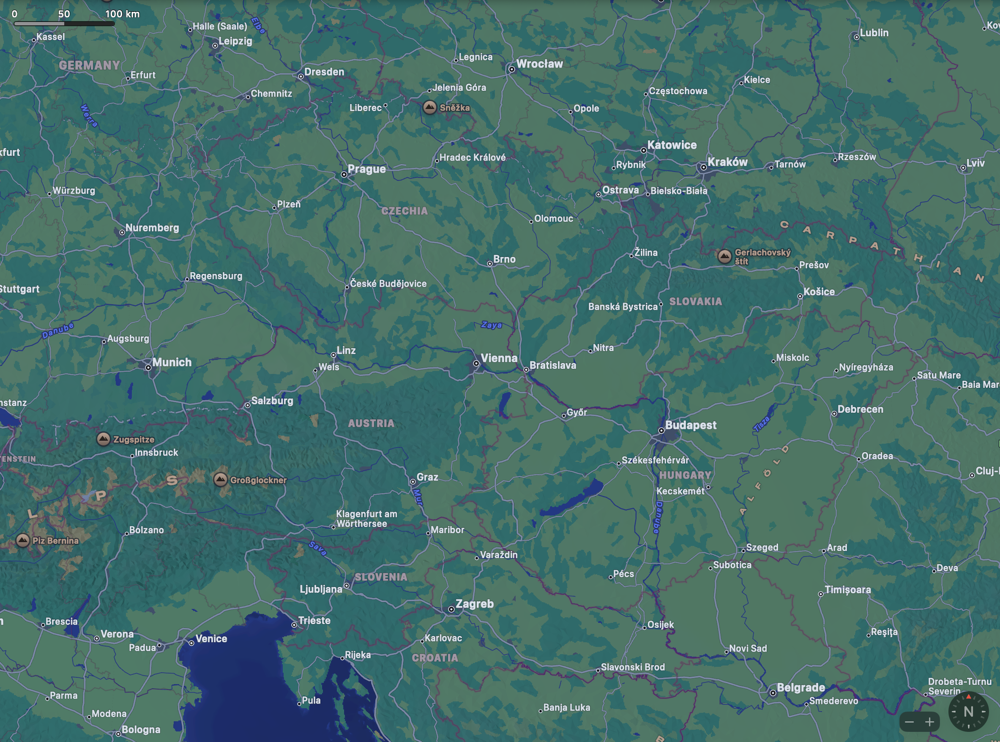 0 50 100 km
Halle (Saale)
Elbe
Kassel
Leipzig
Lublin
GERMANY
Legnica
Wrocław
Erfurt
Dresden
Kielce
Chemnitz
Jelenia Góra
Częstochowa
Werra
Liberec
Sněžka
Opole
Katowice
Hradec Králové
Rybnik
Kraków
Tarnów
Rzeszów
Lviv
Prague
Würzburg
Ostrava
Bielsko-Biała
Plzeň
CZECHIA
Olomouc
Nuremberg
CARPATHIAN
Brno
Žilina
Gerlachovský
štít
Prešov
Regensburg
České Budějovice
Stuttgart
Košice
Banská Bystrica
SLOVAKIA
Danube
Zaya
Augsburg
Linz
Nitra
Munich
Wels
Vienna
Bratislava
Miskolc
Nyíregyháza
Satu Mare
Salzburg
Győr
Debrecen
AUSTRIA
Budapest
Tisza
Zugspitze
Innsbruck
Székesfehérvár
ALFÖLD
Oradea
Großglockner
Graz
HUNGARY
Kecskemét
LPS
Mur
Danube
Klagenfurt am
Wörthersee
Bolzano
Maribor
Piz Bernina
Sava
Varaždin
Szeged
Arad
Pécs
Subotica
Deva
Ljubljana
SLOVENIA
Timișoara
Zagreb
Brescia
Trieste
Osijek
Verona
Venice
Karlovac
Reşiţa
Padua
Rijeka
CROATIA
Novi Sad
Slavonski Brod
Parma
Pula
Banja Luka
Belgrade
Smederevo
Drobeta-Turnu
Severin
Modena
Bologna
N